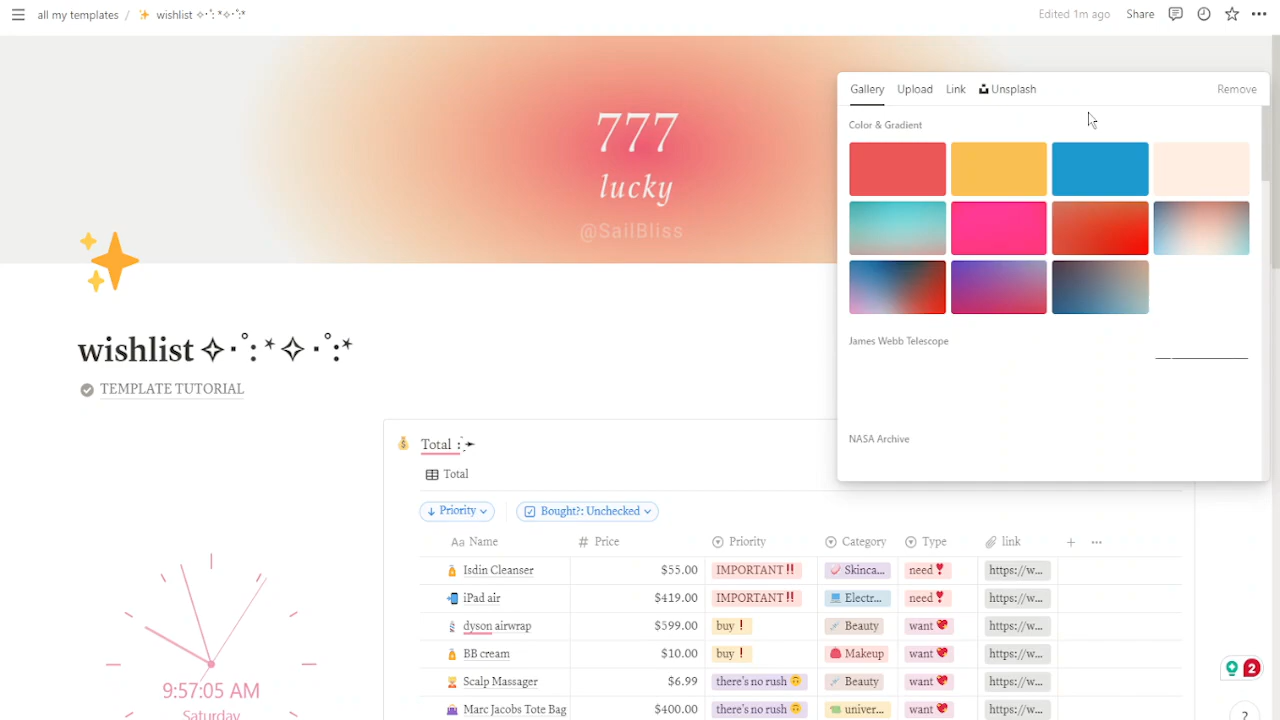 all my templates / ✨ wishlist ✧･ﾟ: *✧･ﾟ:*
Edited 1m ago Share
777
lucky
@SailBliss
Gallery Upload Link Unsplash Remove
Color & Gradient
James Webb Telescope
NASA Archive
wishlist ✧･ﾟ: *✧･ﾟ:*
TEMPLATE TUTORIAL
Total :¨ ·.· ¨:
Total
↓ Priority Bought?: Unchecked
Aa Name # Price Priority Category Type link + •••
Isdin Cleanser $55.00 IMPORTANT‼️ Skinca... need❣️ https://w...
iPad air $419.00 IMPORTANT‼️ Electr... need❣️ https://w...
dyson airwrap $599.00 buy❗ Beauty want 💝 https://w...
BB cream $10.00 buy❗ Makeup want 💝 https://w...
Scalp Massager $6.99 there's no rush 🙃 Beauty want 💝 https://w...
Marc Jacobs Tote Bag $400.00 there's no rush 🙃 univer... want 💝 https://w...
9:57:05 AM
Saturday
2
?